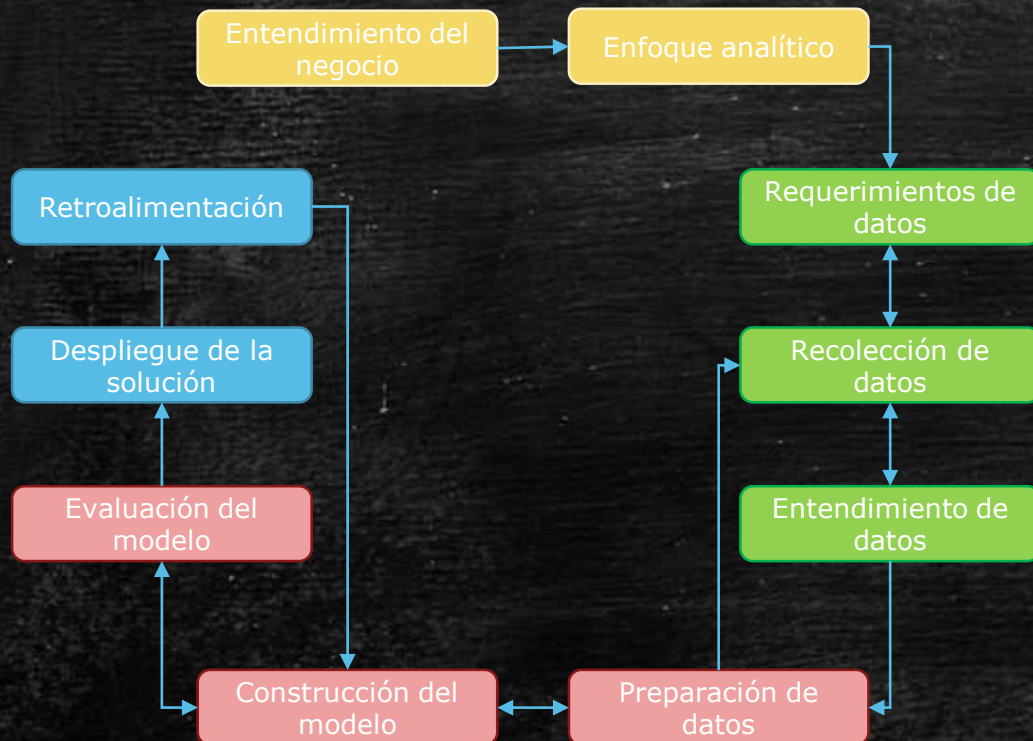 Entendimiento del
negocio
Enfoque analítico
Requerimientos de
datos
Recolección de
datos
Entendimiento de
datos
Preparación de
datos
Construcción del
modelo
Evaluación del
modelo
Despliegue de la
solución
Retroalimentación